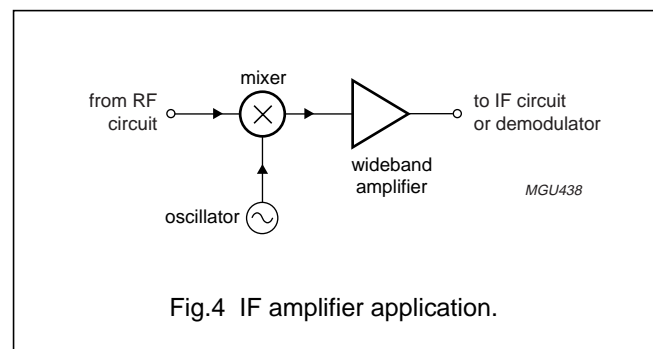 mixer
from RF
circuit
to IF circuit
or demodulator
wideband
amplifier
MGU438
oscillator
Fig.4 IF amplifier application.